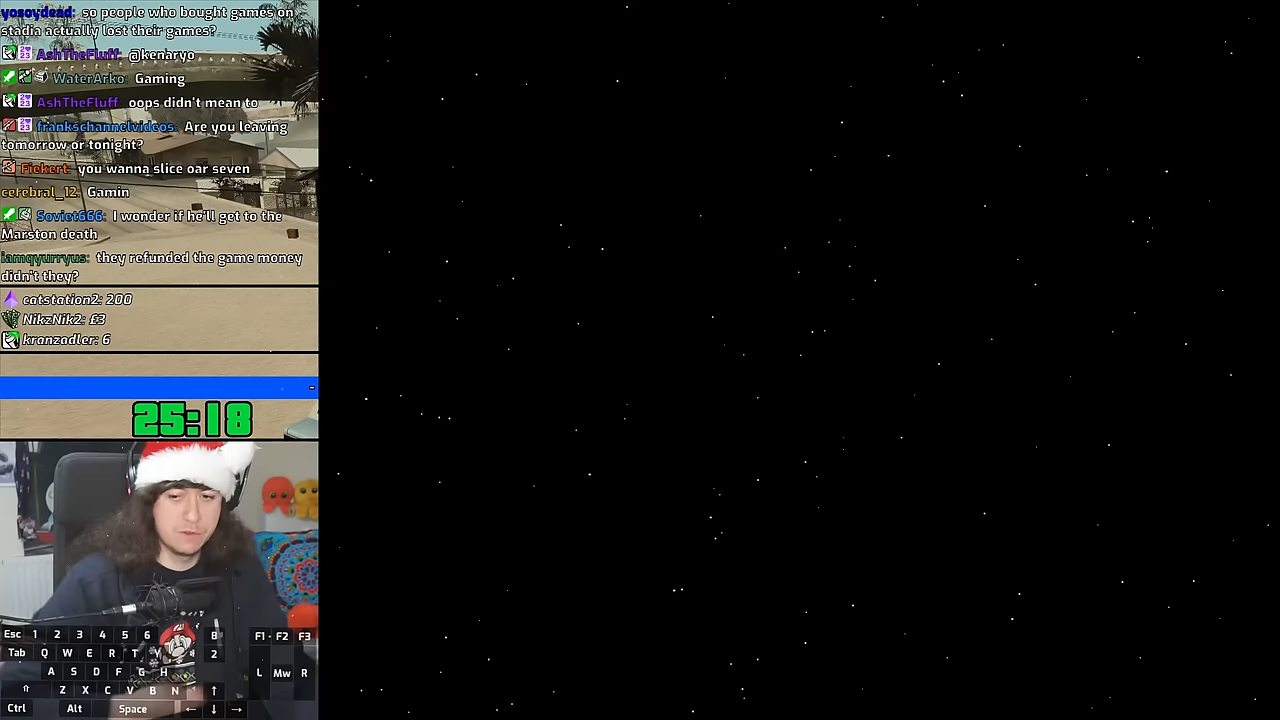 yosoydead: so people who bought games on
stadia actually lost their games?
AshTheFluff: @kenaryo
WaterArko: Gaming
AshTheFluff: oops didn't mean to
frankschannelvideos: Are you leaving
tomorrow or tonight?
Fiekert: you wanna slice oar seven
cerebral_12: Gamin
Soviet666: I wonder if he'll get to the
Marston death
iamqyurryus: they refunded the game money
didn't they?
catstation2: 200
NikzNik2: £3
kranzadler: 6
-
25:18
Esc 1 2 3 4 5 6 8 F1 F2 F3
Tab Q W E R T Y 2
A S D F G H L Mw R
⇧ Z X C V B N ↑
Ctrl Alt Space ← ↓ →